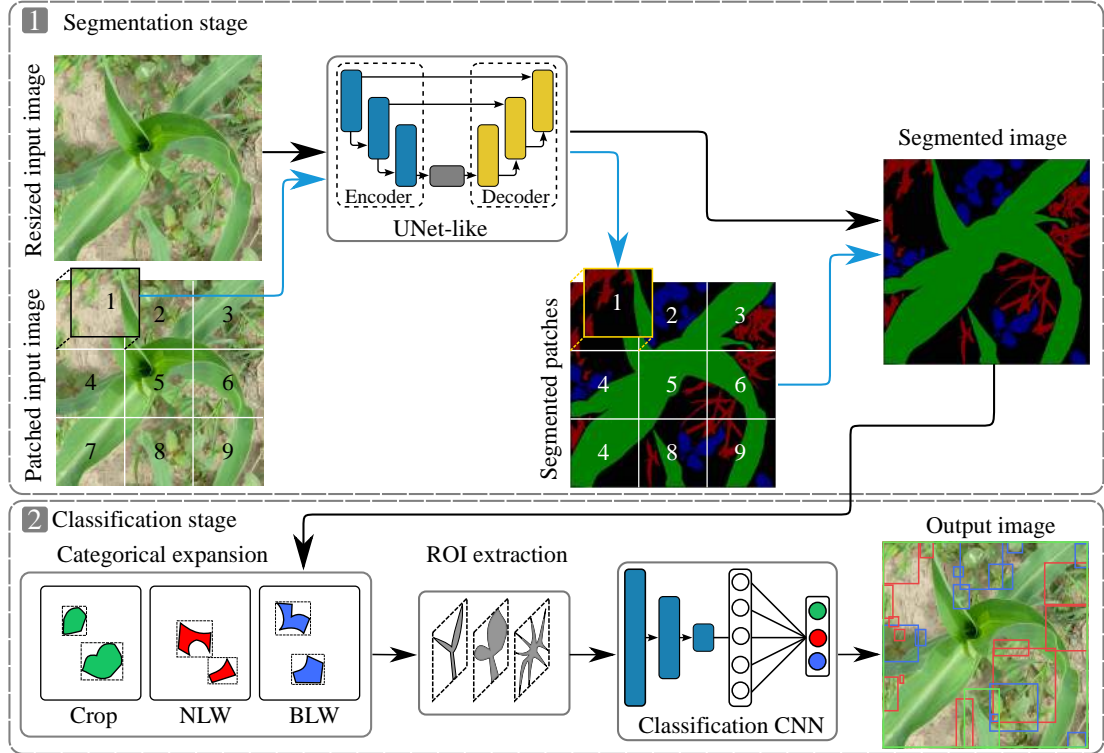 1 Segmentation stage
Resized input image
Encoder
Decoder
UNet-like
Segmented image
Patched input image
1
2
3
4
5
6
7
8
9
Segmented patches
1
2
3
4
5
6
4
8
9
2 Classification stage
Categorical expansion
Crop
NLW
BLW
ROI extraction
Classification CNN
Output image